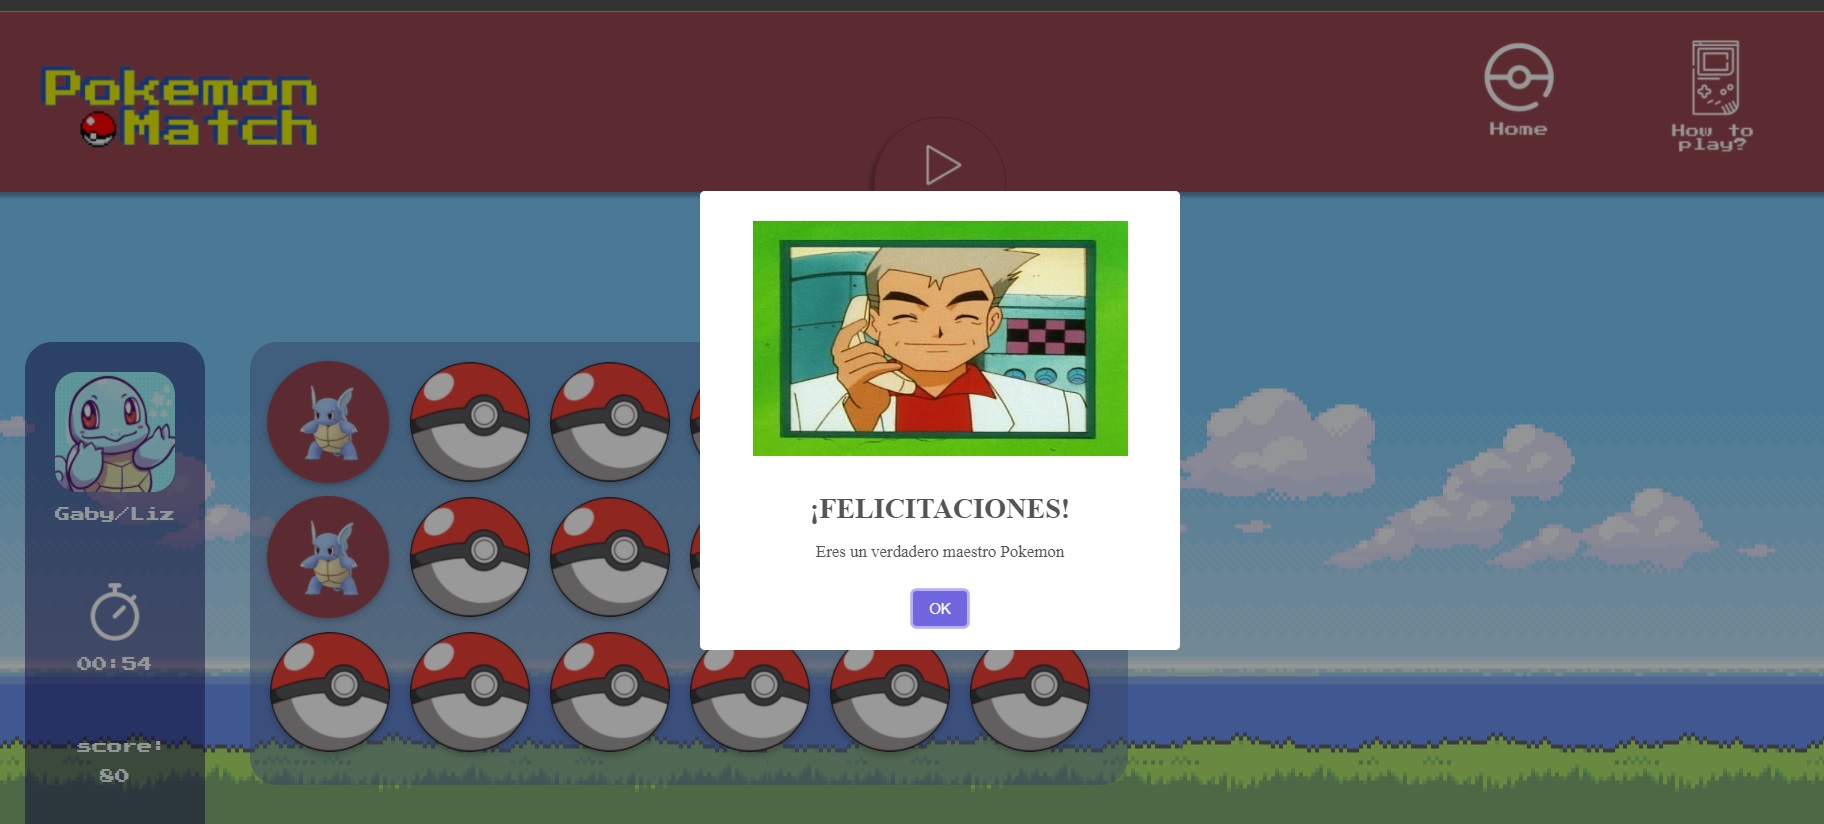 Pokemon
Match
Home
How to
play?
Gaby/Liz
00:54
score:
80
¡FELICITACIONES!
Eres un verdadero maestro Pokemon
OK